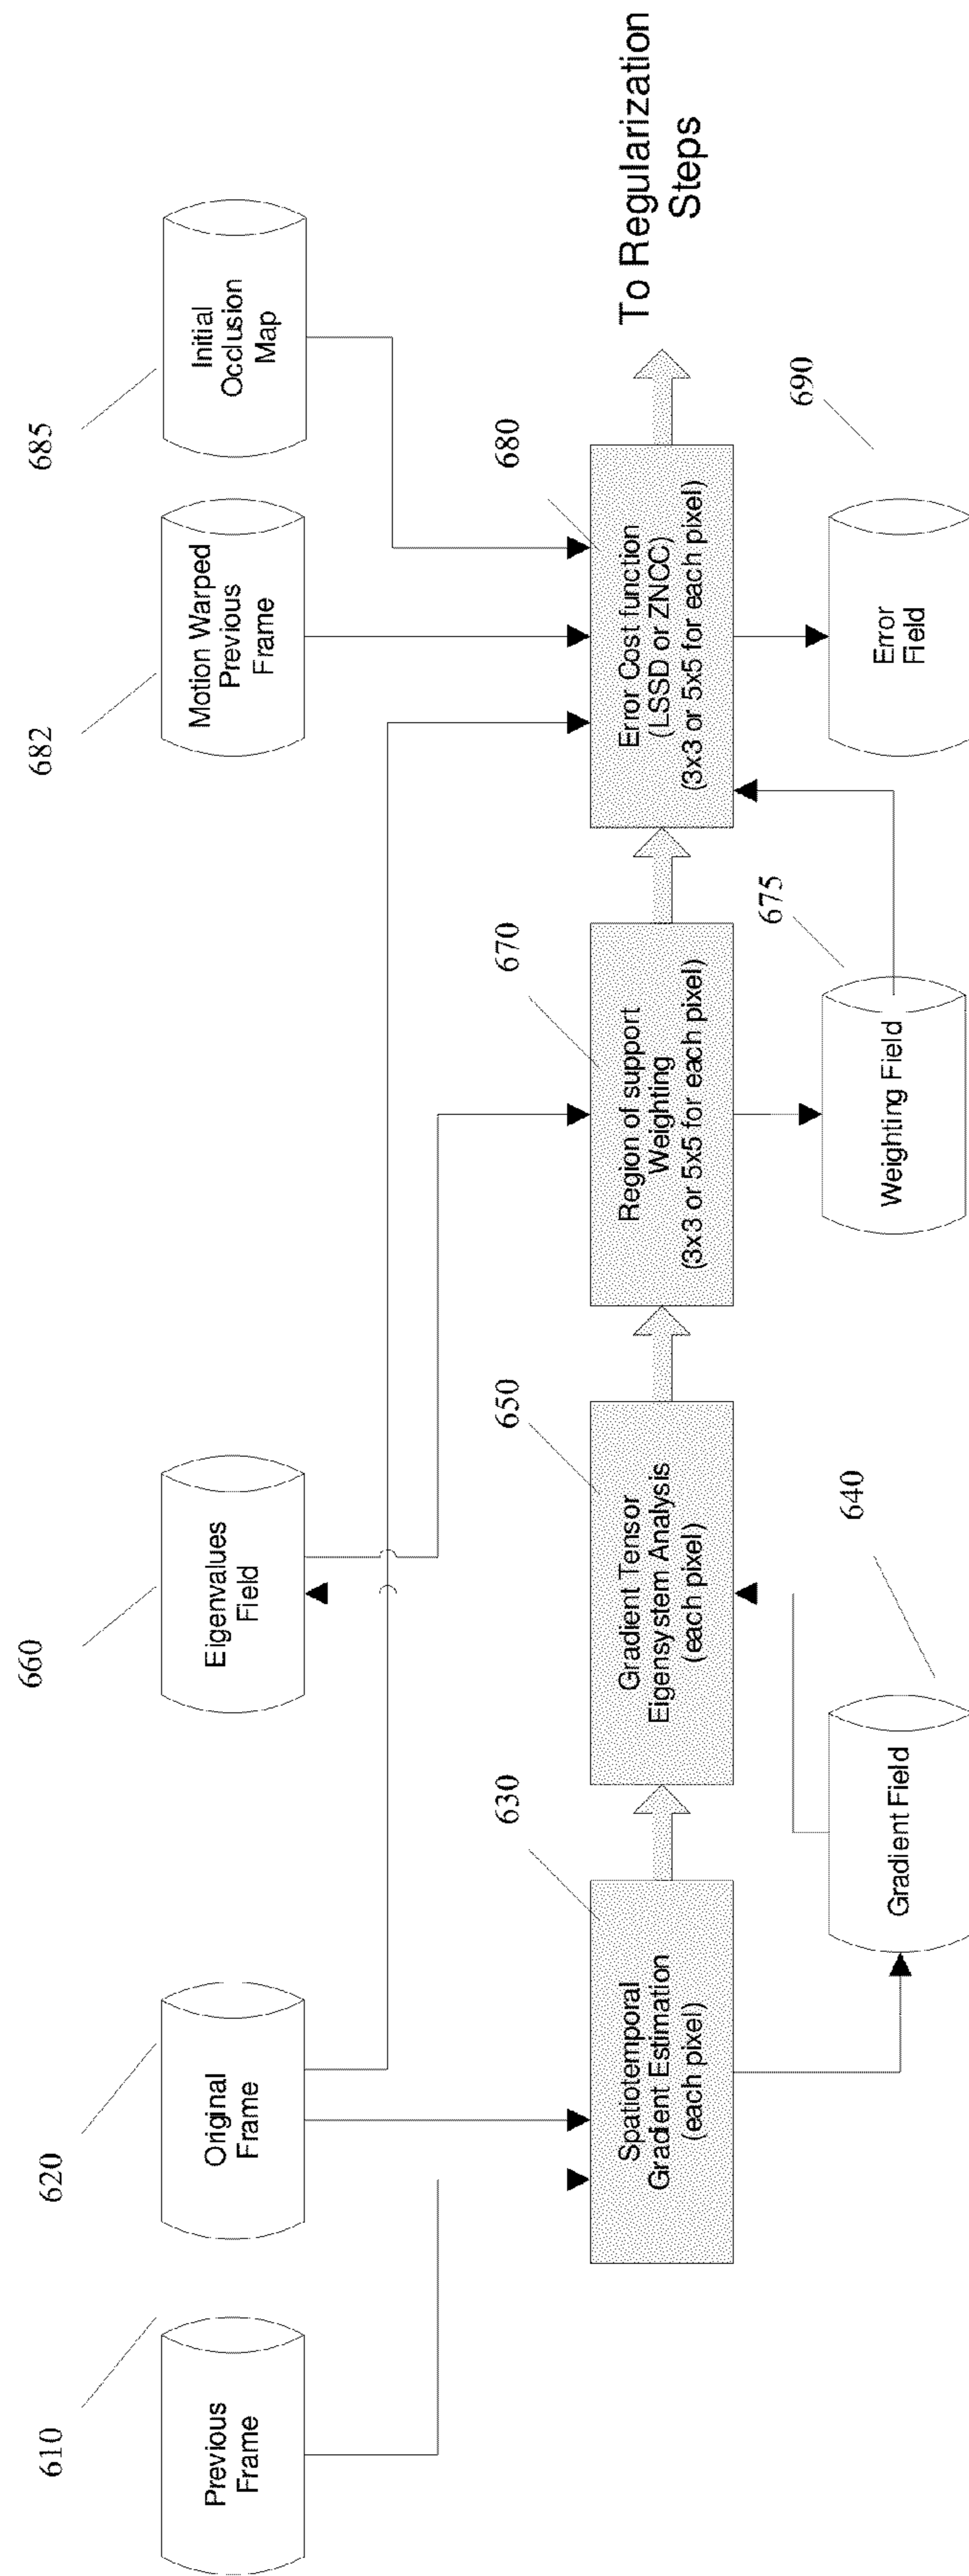 610
Previous
Frame
620
Original
Frame
660
Eigenvalues
Field
682
Motion Warped
Previous
Frame
685
Initial
Occlusion
Map
630
Spatiotemporal
Gradient Estimation
(each pixel)
650
Gradient Tensor
Eigensystem Analysis
(each pixel)
670
Region of support
Weighting
(3x3 or 5x5 for each pixel)
680
Error Cost function
(LSSD or ZNCC)
(3x3 or 5x5 for each pixel)
To Regularization
Steps
640
Gradient Field
675
Weighting Field
690
Error
Field